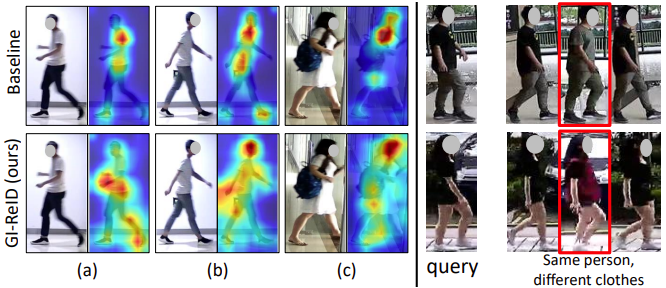 Baseline
GI-ReID (ours)
(a)
(b)
(c)
query
Same person,
different clothes